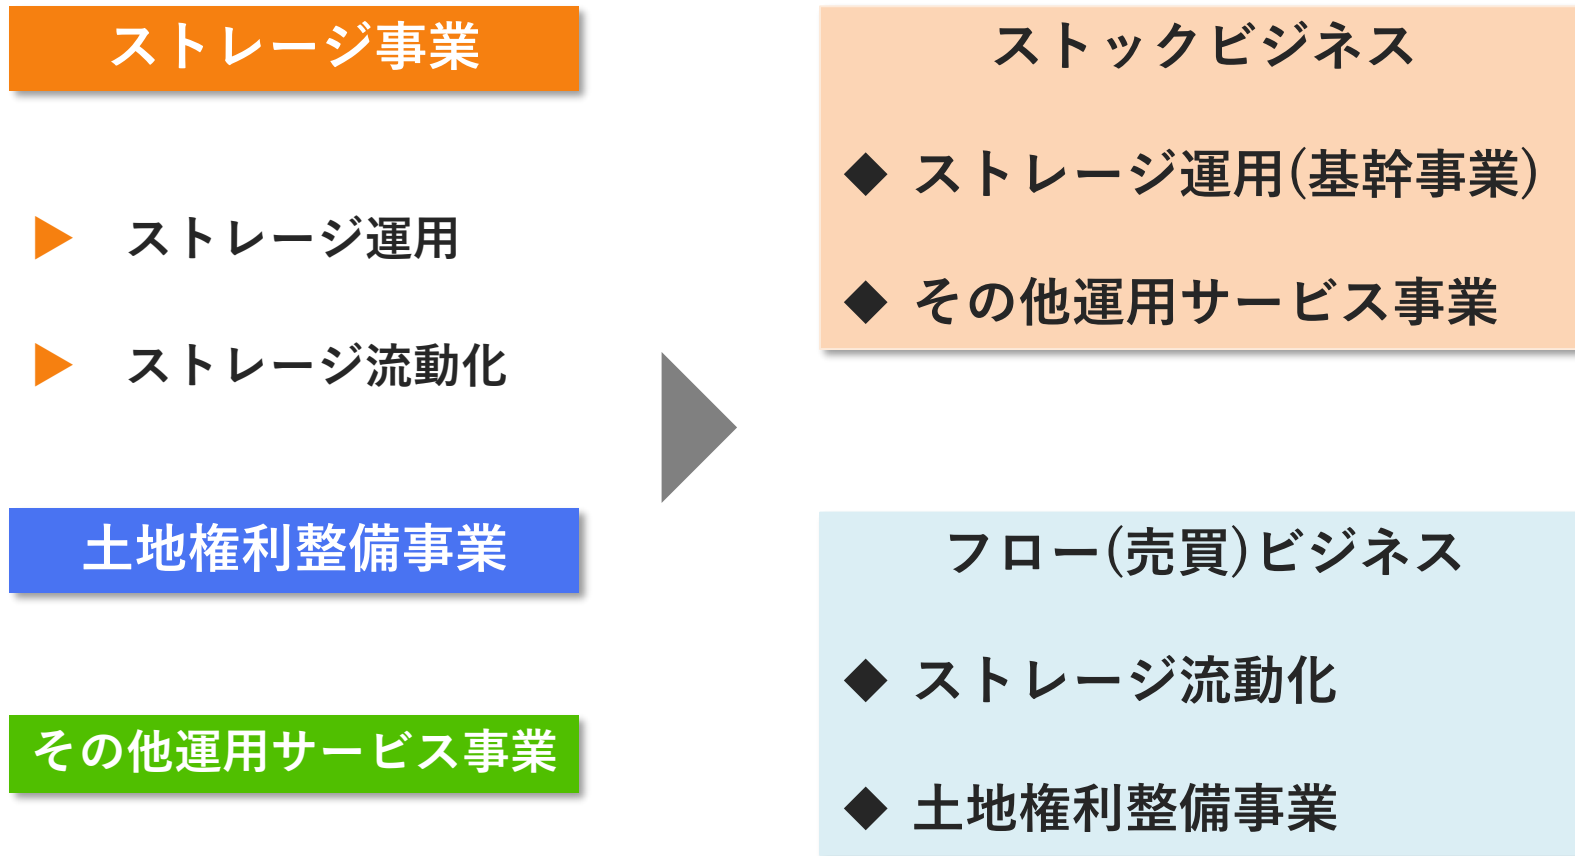 ストレージ事業
▶ ストレージ運用
▶ ストレージ流動化
土地権利整備事業
その他運用サービス事業
ストックビジネス
◆ ストレージ運用(基幹事業)
◆ その他運用サービス事業
フロー(売買)ビジネス
◆ ストレージ流動化
◆ 土地権利整備事業